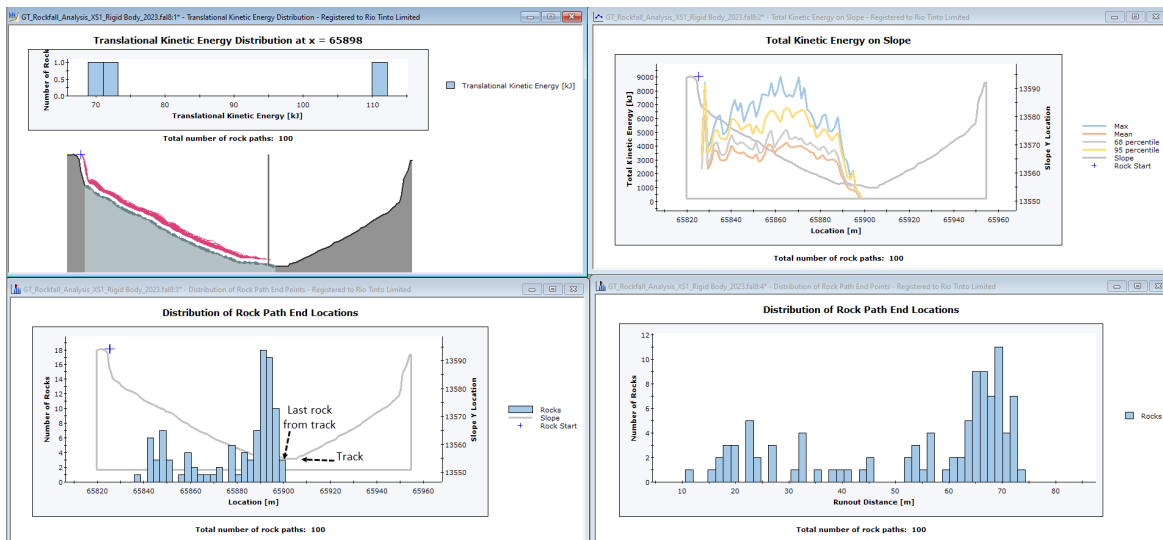 GT_Rockfall_Analysis_XS1_Rigid Body_2023.fal8:1* - Translational Kinetic Energy Distribution - Registered to Rio Tinto Limited
Translational Kinetic Energy Distribution at x = 65898
Number of Rocks
1.0
0.5
0.0
70 75 80 85 90 95 100 105 110
Translational Kinetic Energy [kJ]
Translational Kinetic Energy [kJ]
Total number of rock paths: 100
GT_Rockfall_Analysis_XS1_Rigid Body_2023.fal8:2* - Total Kinetic Energy on Slope - Registered to Rio Tinto Limited
Total Kinetic Energy on Slope
Total Kinetic Energy [kJ]
9000
8000
7000
6000
5000
4000
3000
2000
1000
0
65820 65840 65860 65880 65900 65920 65940 65960
Location [m]
13590
13580
13570
13560
13550
Slope Y Location
Max
Mean
68 percentile
95 percentile
Slope
Rock Start
Total number of rock paths: 100
GT_Rockfall_Analysis_XS1_Rigid Body_2023.fal8:3* - Distribution of Rock Path End Points - Registered to Rio Tinto Limited
Distribution of Rock Path End Locations
Number of Rocks
18
16
14
12
10
8
6
4
2
0
65820 65840 65860 65880 65900 65920 65940 65960
Location [m]
13590
13580
13570
13560
13550
Slope Y Location
Last rock
from track
Track
Rocks
Slope
Rock Start
Total number of rock paths: 100
GT_Rockfall_Analysis_XS1_Rigid Body_2023.fal8:4* - Distribution of Rock Path End Points - Registered to Rio Tinto Limited
Distribution of Rock Path End Locations
Number of Rocks
12
10
8
6
4
2
0
10 20 30 40 50 60 70 80
Runout Distance [m]
Rocks
Total number of rock paths: 100